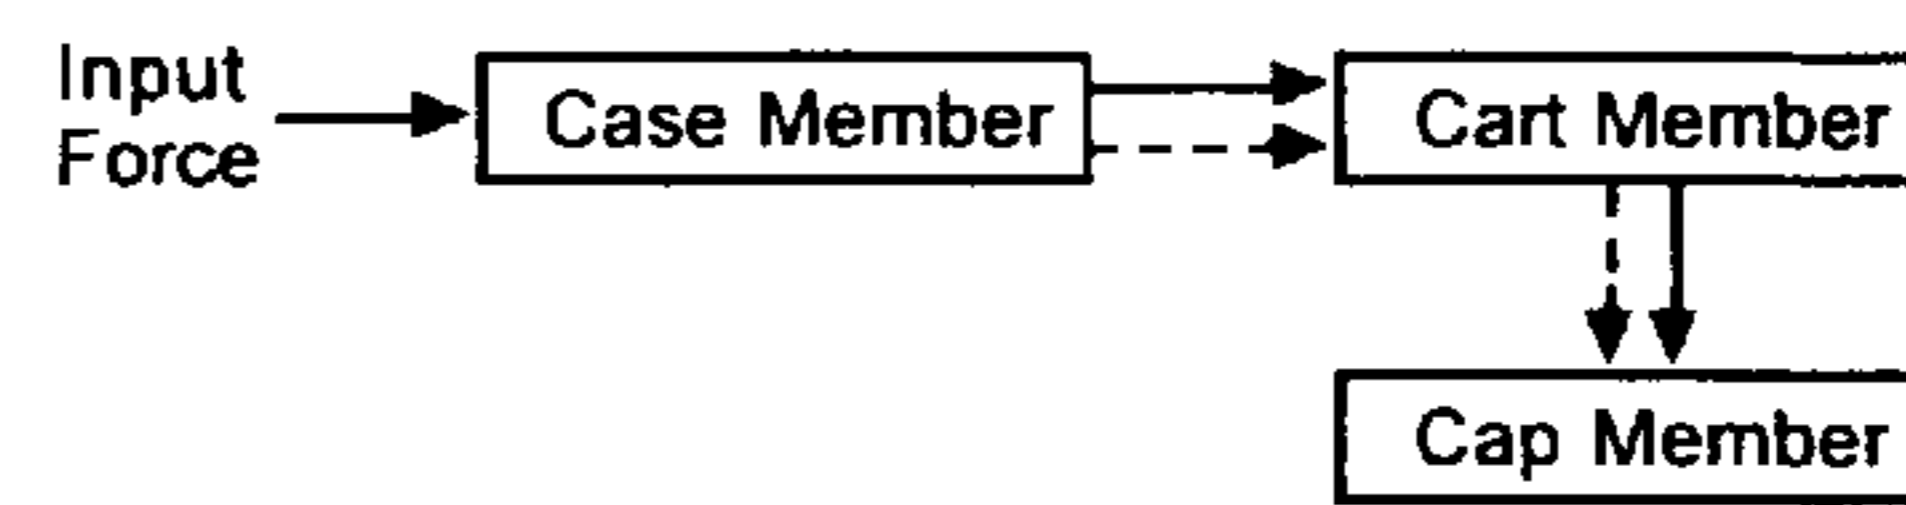 Input
Force
Case Member
Cart Member
Cap Member